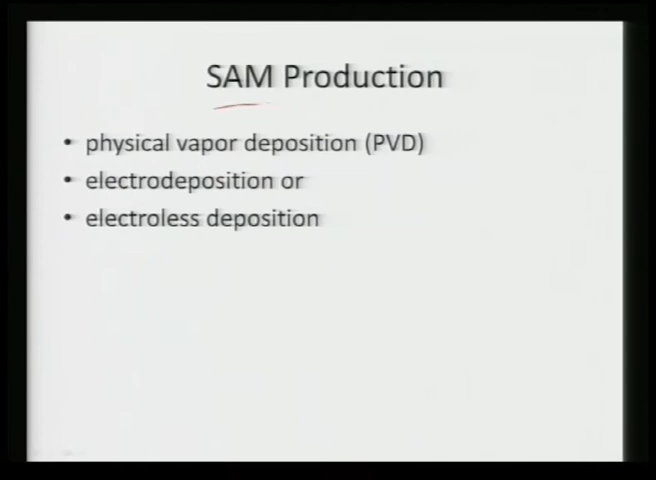 SAM Production
• physical vapor deposition (PVD)
• electrodeposition or
• electroless deposition